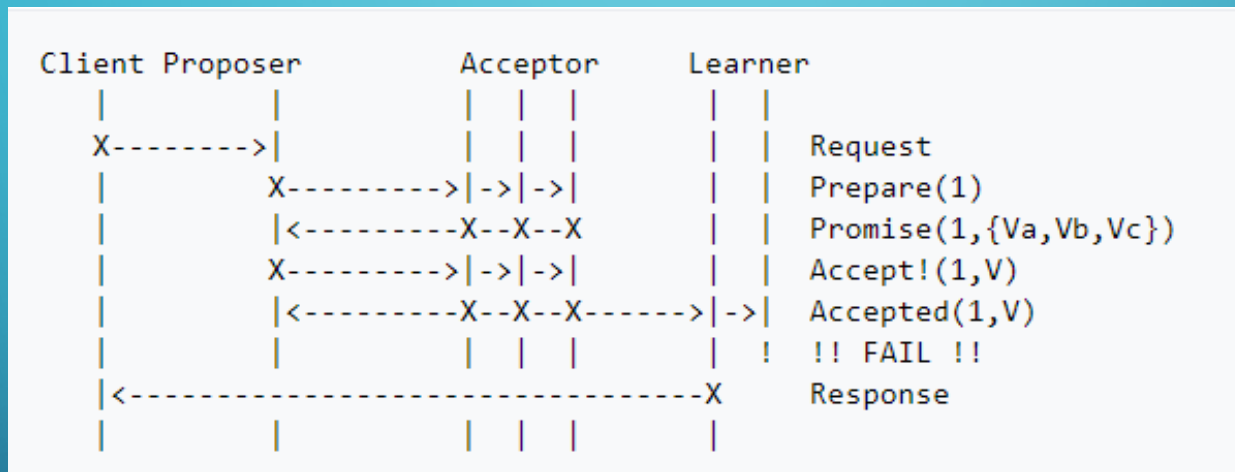 Client Proposer Acceptor Learner
| | | | | | |
X-------->| | | | | | Request
| X--------->|->|->| | | Prepare(1)
| |<---------X--X--X | | Promise(1,{Va,Vb,Vc})
| X--------->|->|->| | | Accept!(1,V)
| |<---------X--X--X------>|->| Accepted(1,V)
| | | | | | ! !! FAIL !!
|<----------------------------------X Response
| | | | | |